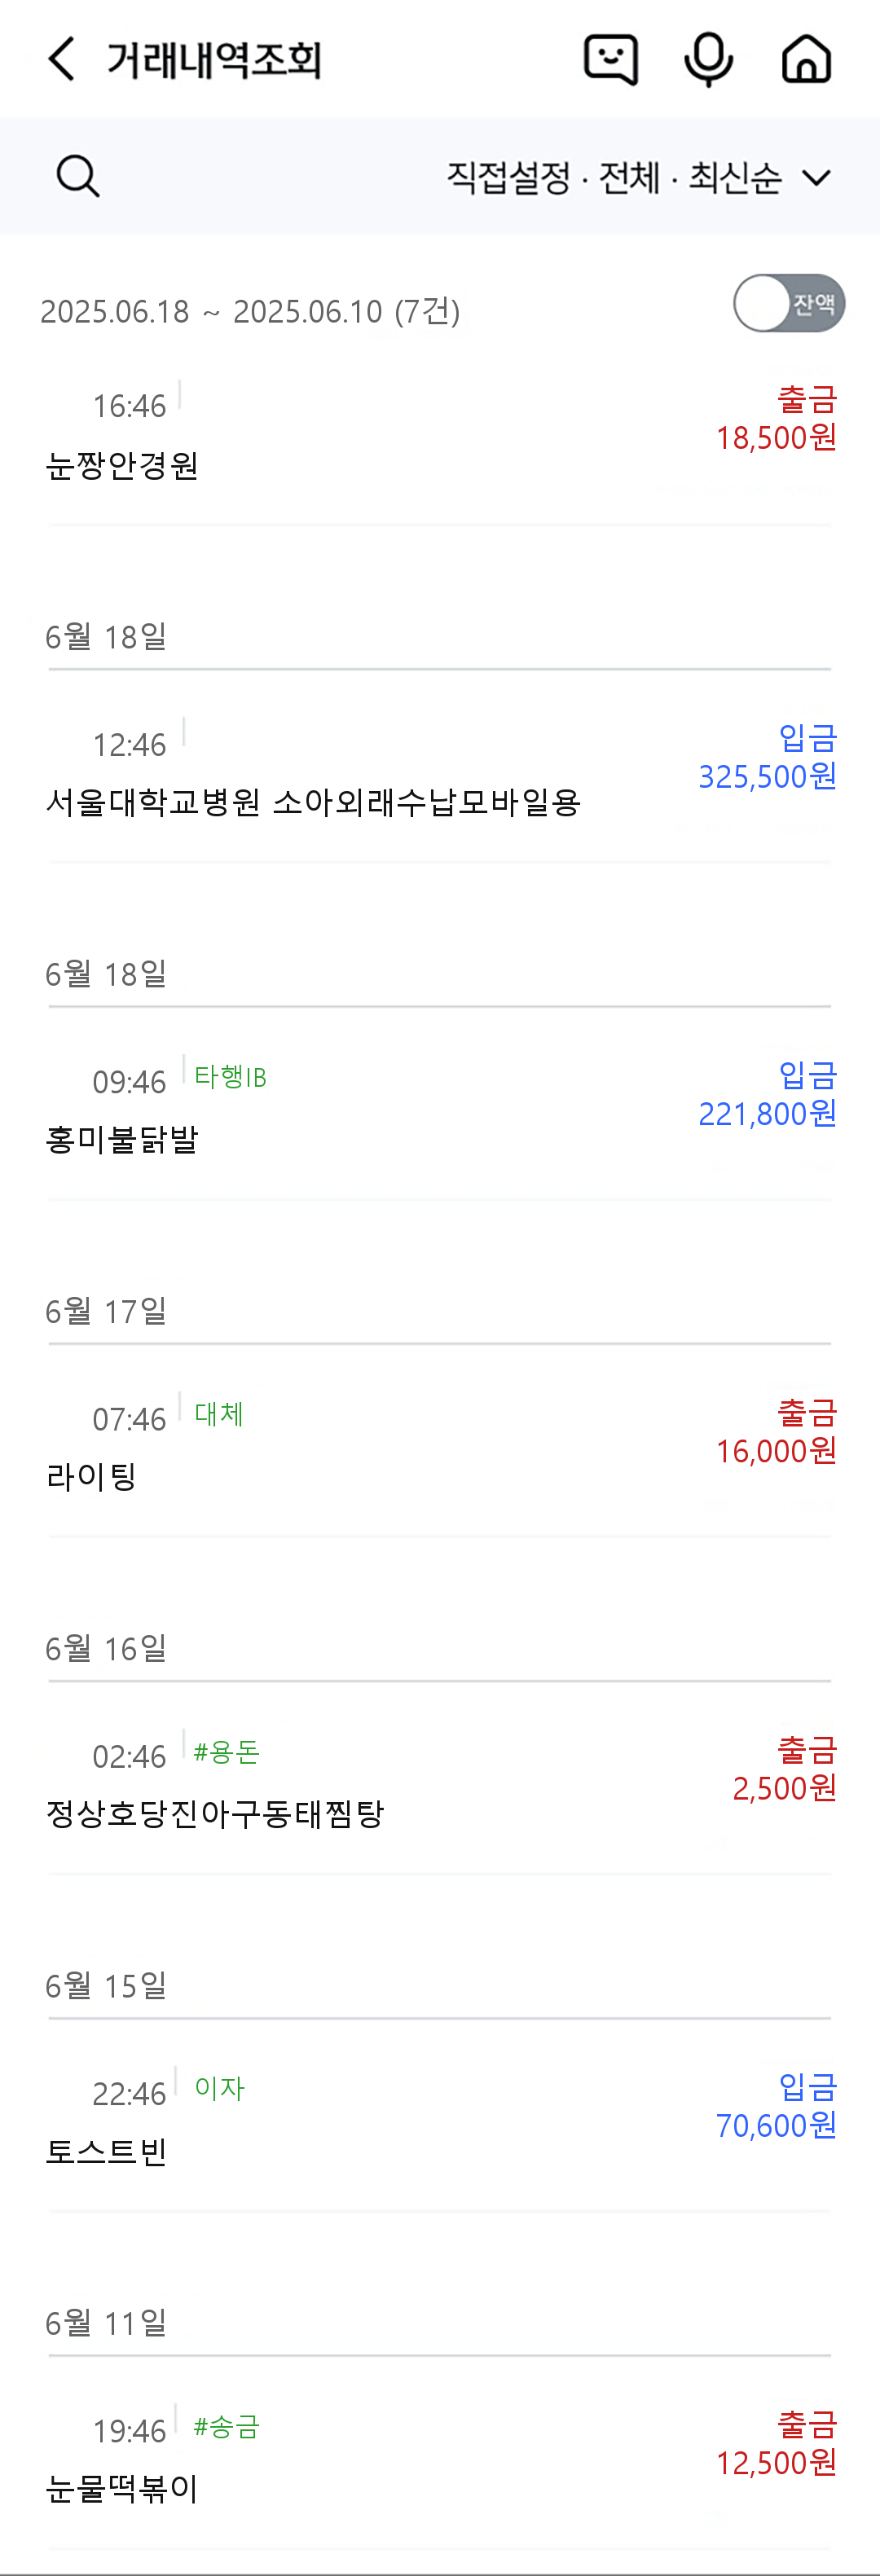 거래내역조회
직접설정 · 전체 · 최신순
2025.06.18 ~ 2025.06.10 (7건)
잔액
16:46
출금
18,500원
눈짱안경원
6월 18일
12:46
입금
325,500원
서울대학교병원 소아외래수납모바일용
6월 18일
09:46 타행IB
입금
221,800원
홍미불닭발
6월 17일
07:46 대체
출금
16,000원
라이팅
6월 16일
02:46 #용돈
출금
2,500원
정상호당진아구동태찜탕
6월 15일
22:46 이자
입금
70,600원
토스트빈
6월 11일
19:46 #송금
출금
12,500원
눈물떡볶이